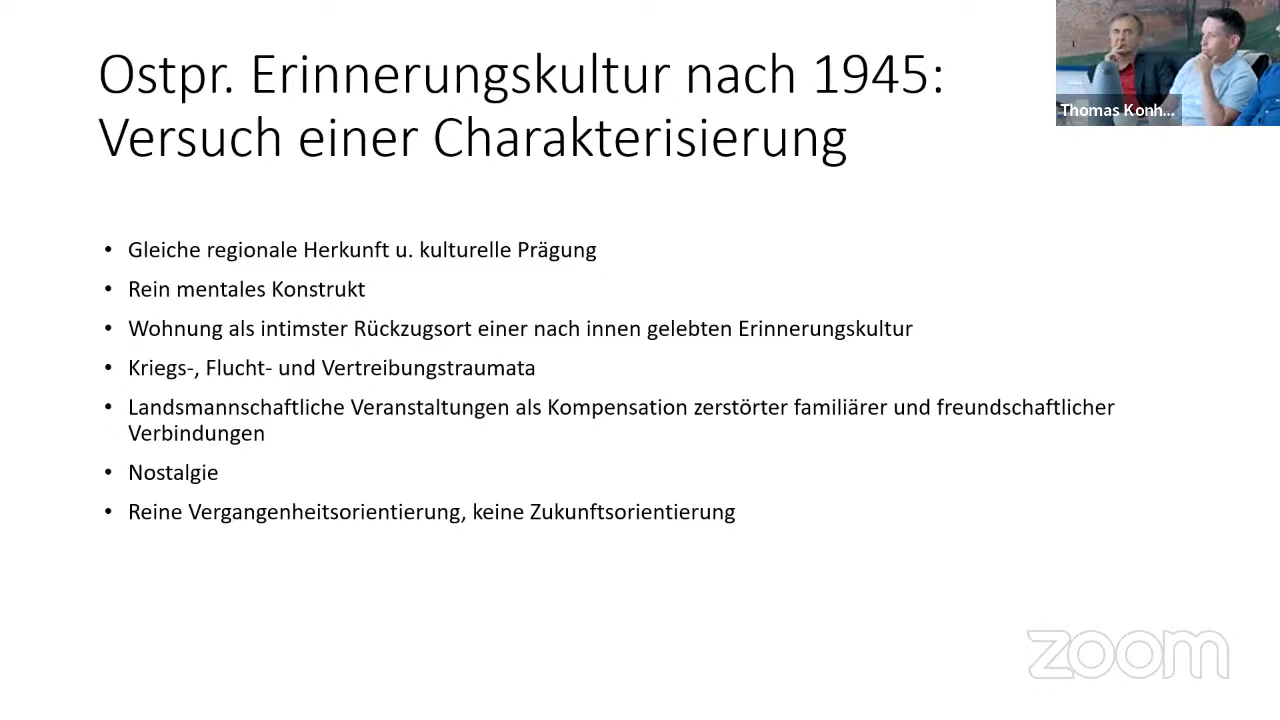 Ostpr. Erinnerungskultur nach 1945:
Versuch einer Charakterisierung
Thomas Konh...
• Gleiche regionale Herkunft u. kulturelle Prägung
• Rein mentales Konstrukt
• Wohnung als intimster Rückzugsort einer nach innen gelebten Erinnerungskultur
• Kriegs-, Flucht- und Vertreibungstraumata
• Landsmannschaftliche Veranstaltungen als Kompensation zerstörter familiärer und freundschaftlicher
Verbindungen
• Nostalgie
• Reine Vergangenheitsorientierung, keine Zukunftsorientierung
zoom